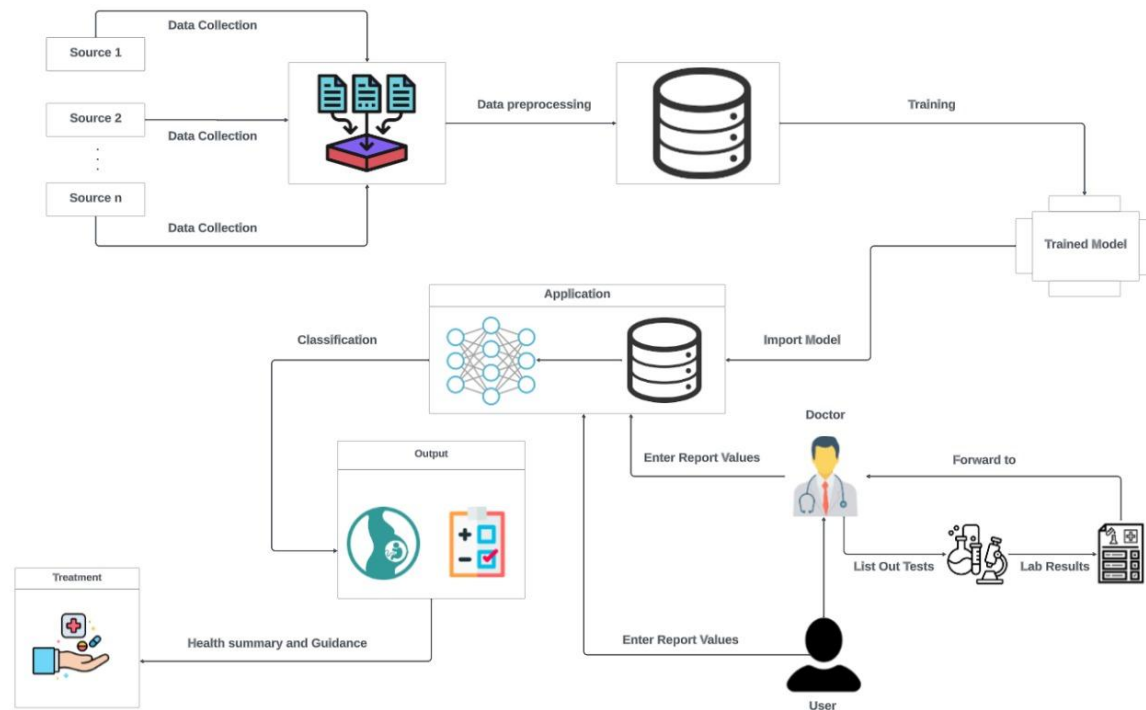 Data Collection
Source 1
Source 2
Data Collection
Source n
Data Collection
Data preprocessing
Training
Trained Model
Application
Classification
Import Model
Doctor
Output
Enter Report Values
Forward to
List Out Tests
Lab Results
Treatment
Health summary and Guidance
Enter Report Values
User